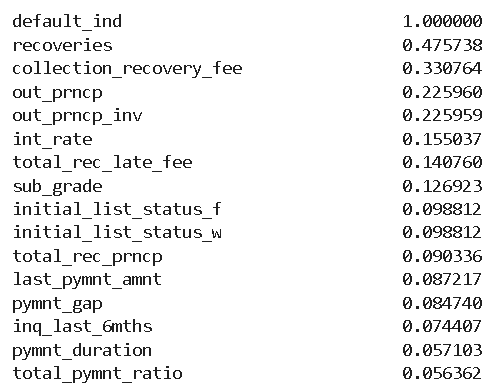 default_ind 1.000000
recoveries 0.475738
collection_recovery_fee 0.330764
out_prncp 0.225960
out_prncp_inv 0.225959
int_rate 0.155037
total_rec_late_fee 0.140760
sub_grade 0.126923
initial_list_status_f 0.098812
initial_list_status_w 0.098812
total_rec_prncp 0.090336
last_pymnt_amnt 0.087217
pymnt_gap 0.084740
inq_last_6mths 0.074407
pymnt_duration 0.057103
total_pymnt_ratio 0.056362